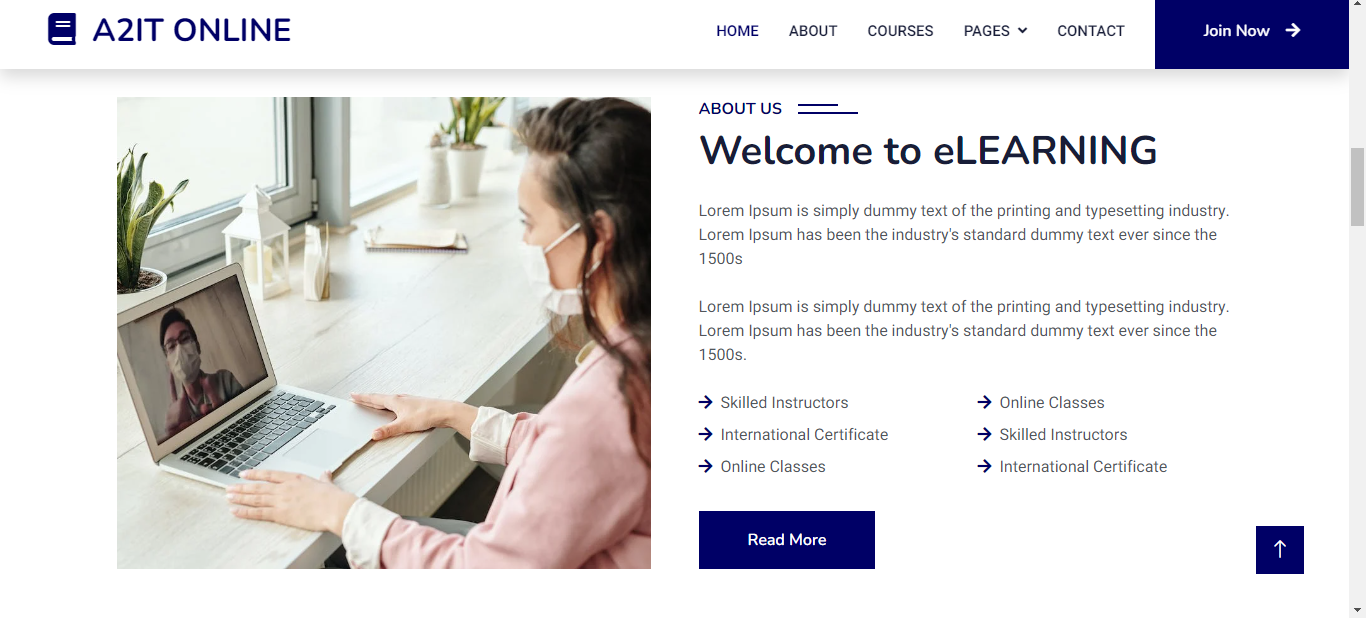 A2IT ONLINE
HOME ABOUT COURSES PAGES CONTACT Join Now
ABOUT US
Welcome to eLEARNING
Lorem Ipsum is simply dummy text of the printing and typesetting industry.
Lorem Ipsum has been the industry's standard dummy text ever since the
1500s
Lorem Ipsum is simply dummy text of the printing and typesetting industry.
Lorem Ipsum has been the industry's standard dummy text ever since the
1500s.
Skilled Instructors Online Classes
International Certificate Skilled Instructors
Online Classes International Certificate
Read More